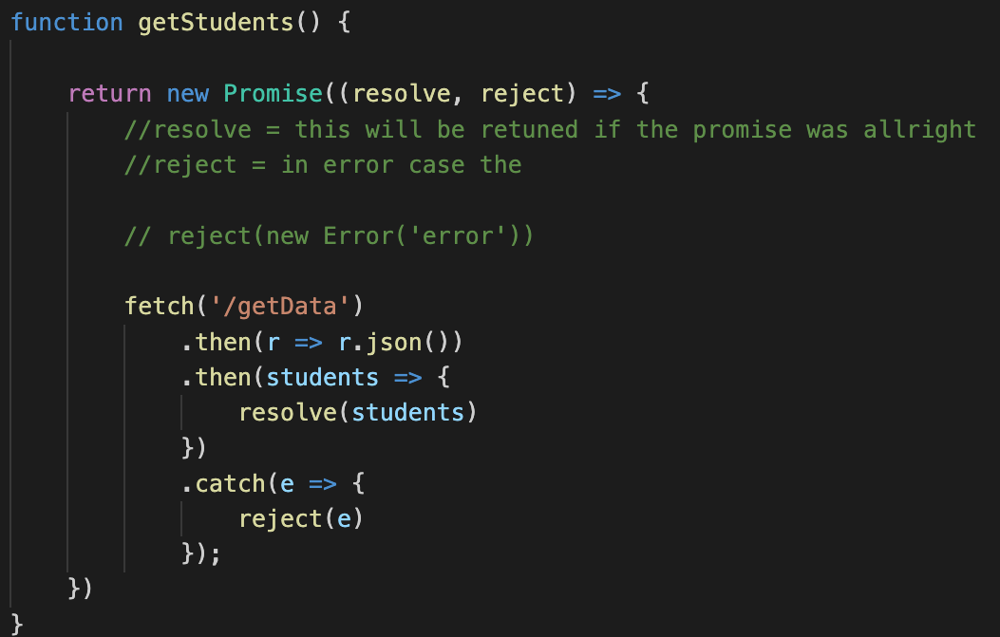 function getStudents() {
return new Promise((resolve, reject) => {
//resolve = this will be retuned if the promise was allright
//reject = in error case the
// reject(new Error('error'))
fetch('/getData')
.then(r => r.json())
.then(students => {
resolve(students)
})
.catch(e => {
reject(e)
});
})
}